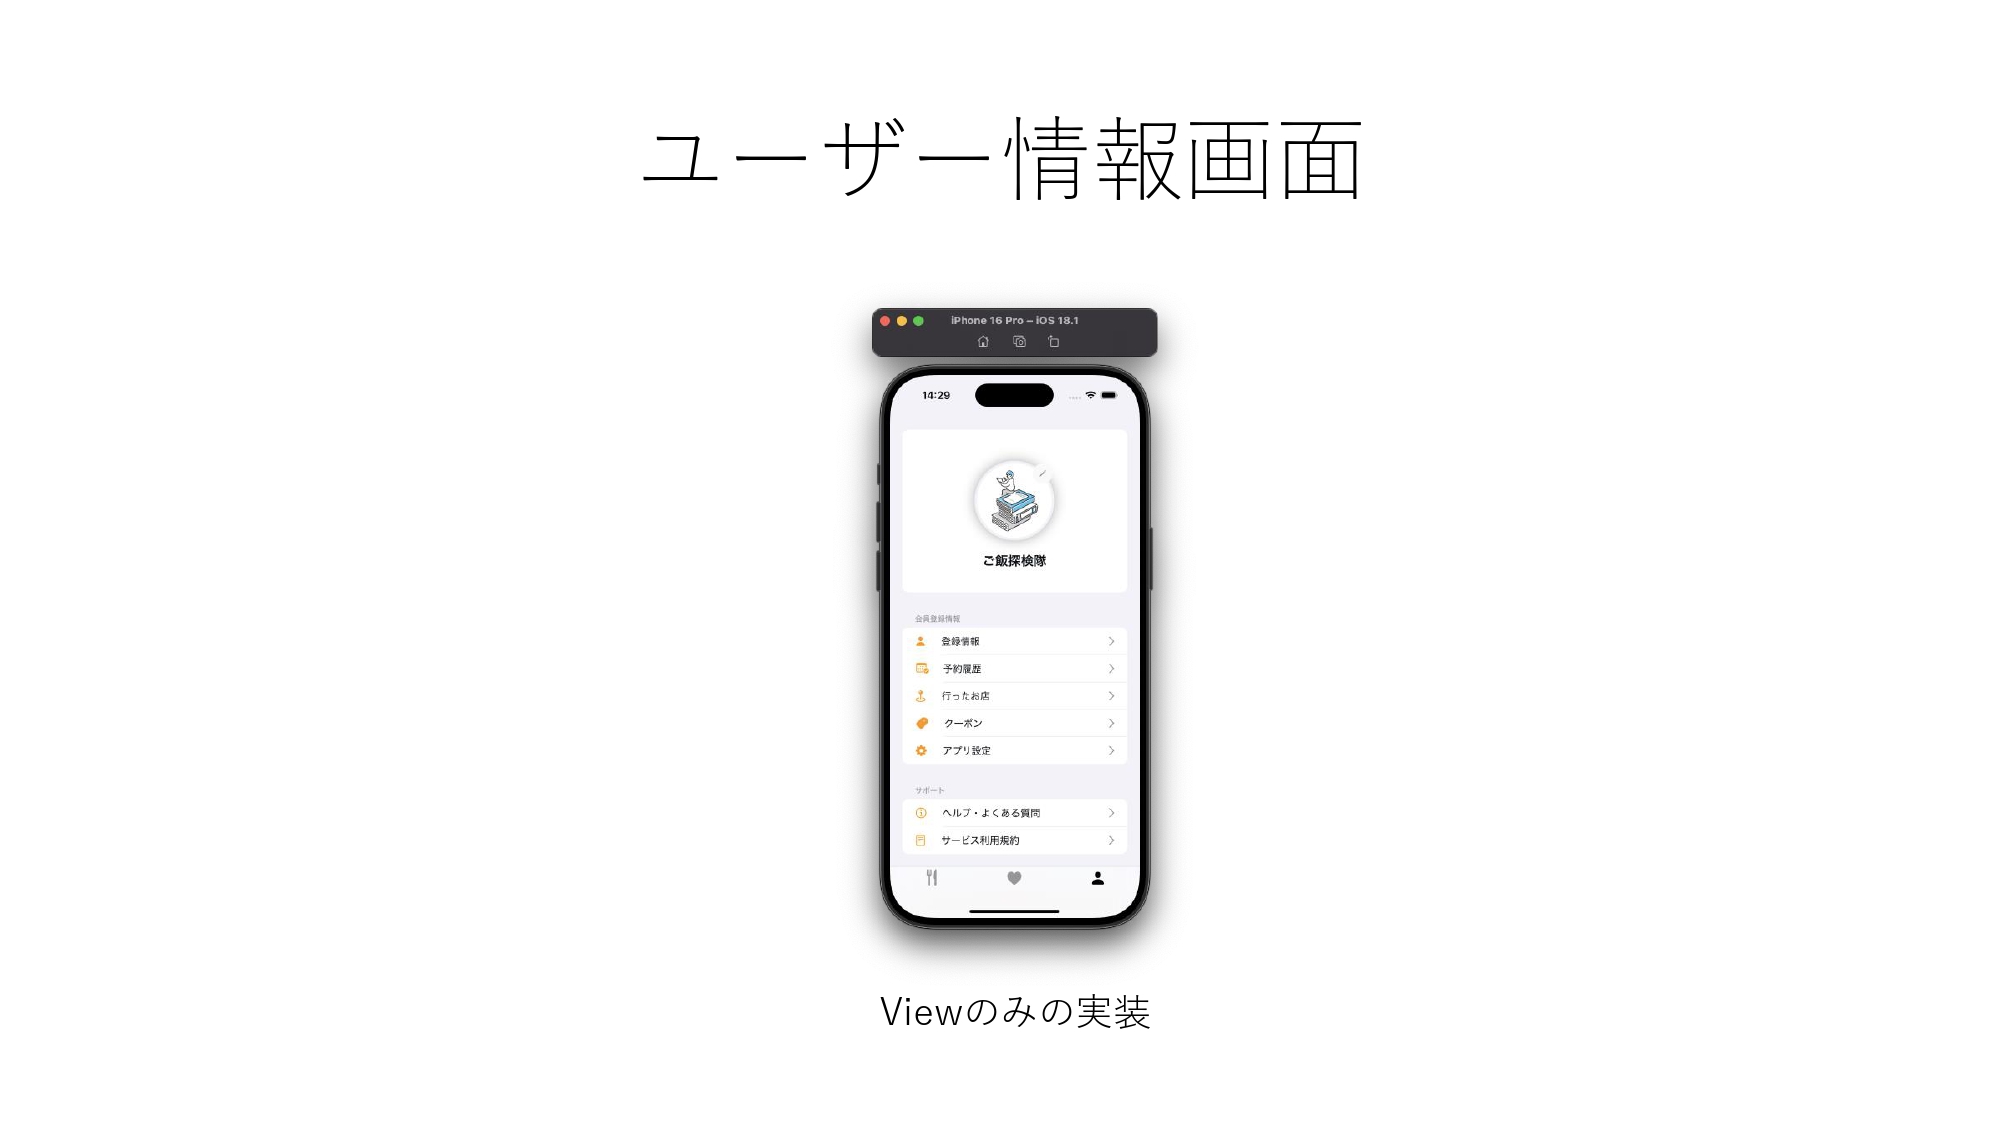 ユーザー情報画面
iPhone 16 Pro – iOS 18.1
14:29
ご飯探検隊
会員登録情報
登録情報
予約履歴
行ったお店
クーポン
アプリ設定
サポート
ヘルプ・よくある質問
サービス利用規約
Viewのみの実装